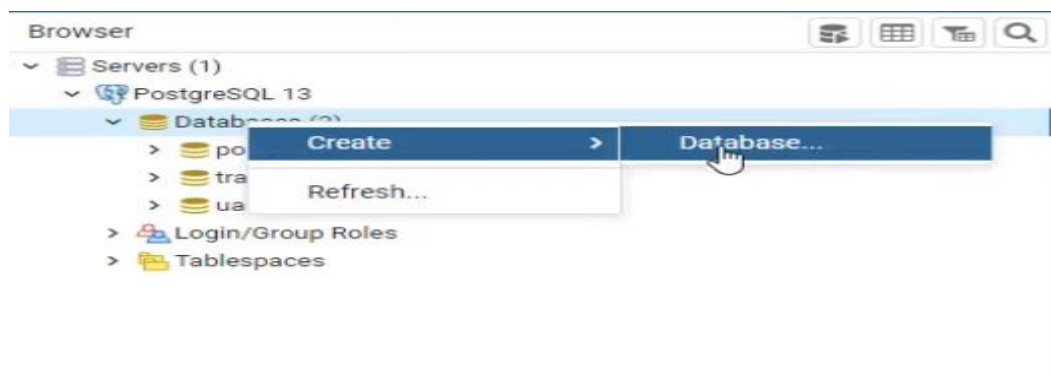 Browser
Servers (1)
PostgreSQL 13
Create
Database...
Refresh...
Login/Group Roles
Tablespaces